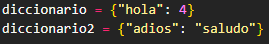 diccionario = {"hola": 4}
diccionario2 = {"adios": "saludo"}